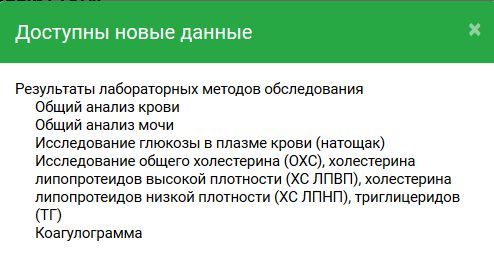 Доступны новые данные ×
Результаты лабораторных методов обследования
Общий анализ крови
Общий анализ мочи
Исследование глюкозы в плазме крови (натощак)
Исследование общего холестерина (ОХС), холестерина
липопротеидов высокой плотности (ХС ЛПВП), холестерина
липопротеидов низкой плотности (ХС ЛПНП), триглицеридов
(ТГ)
Коагулограмма